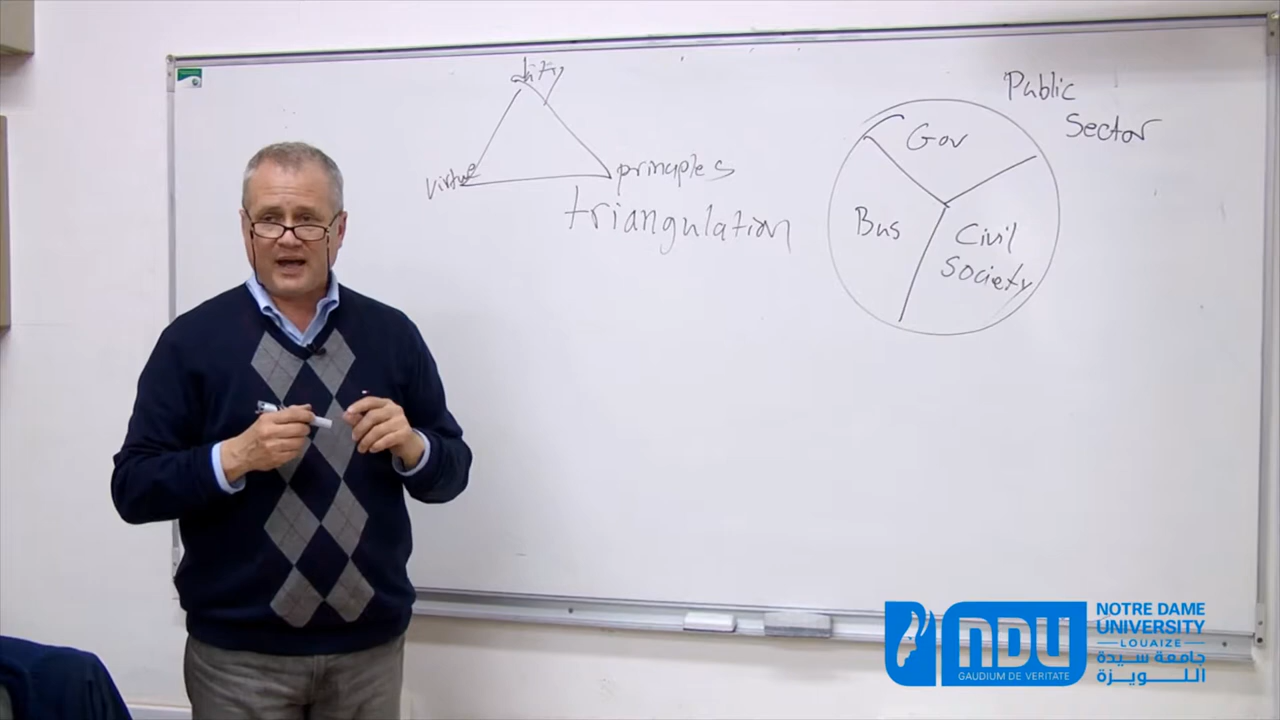 duty
virtue
principles
triangulation
Public
Sector
Gov
Bus
Civil
Society
NDU
GAUDIUM DE VERITATE
NOTRE DAME
UNIVERSITY
LOUAIZE
جامعة سيدة
اللويزة